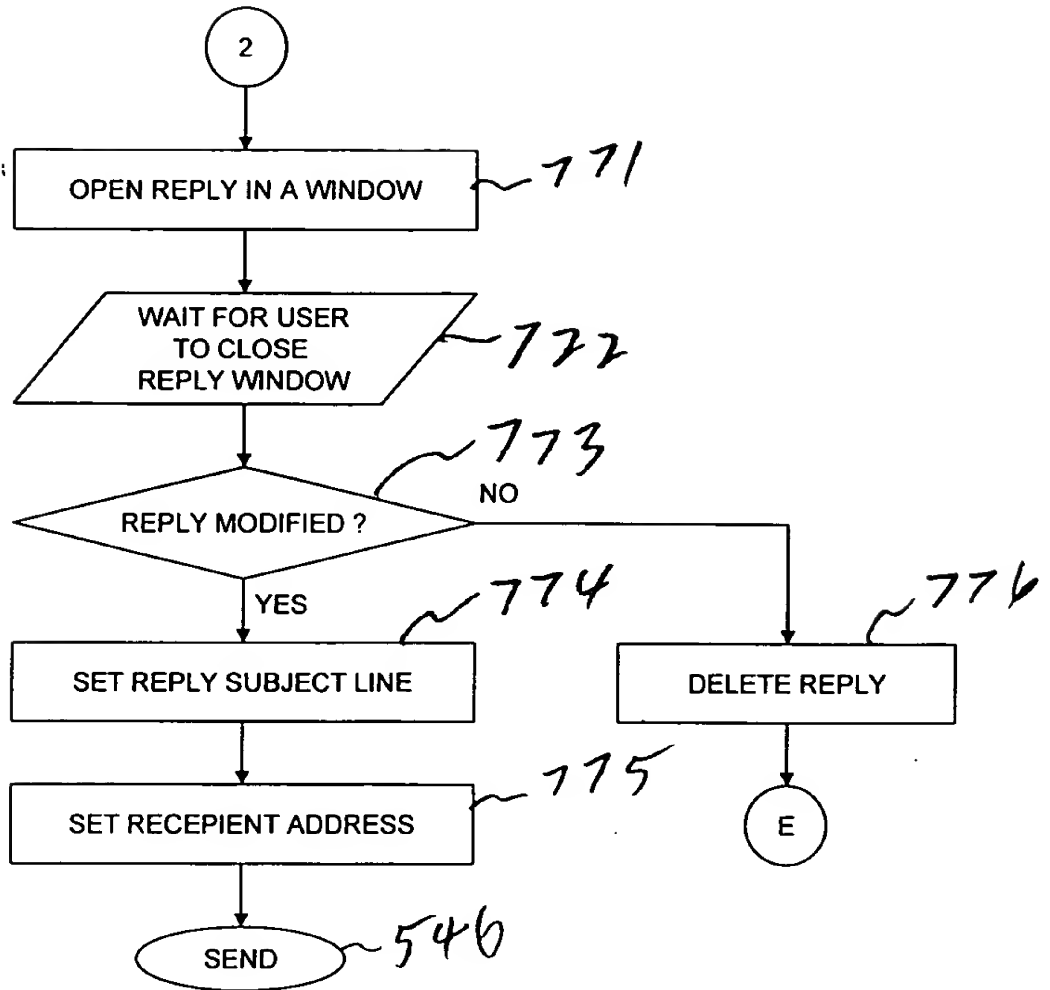 2
OPEN REPLY IN A WINDOW
771
WAIT FOR USER
TO CLOSE
REPLY WINDOW
722
773
REPLY MODIFIED ?
NO
YES
774
776
SET REPLY SUBJECT LINE
DELETE REPLY
775
SET RECEPIENT ADDRESS
E
546
SEND